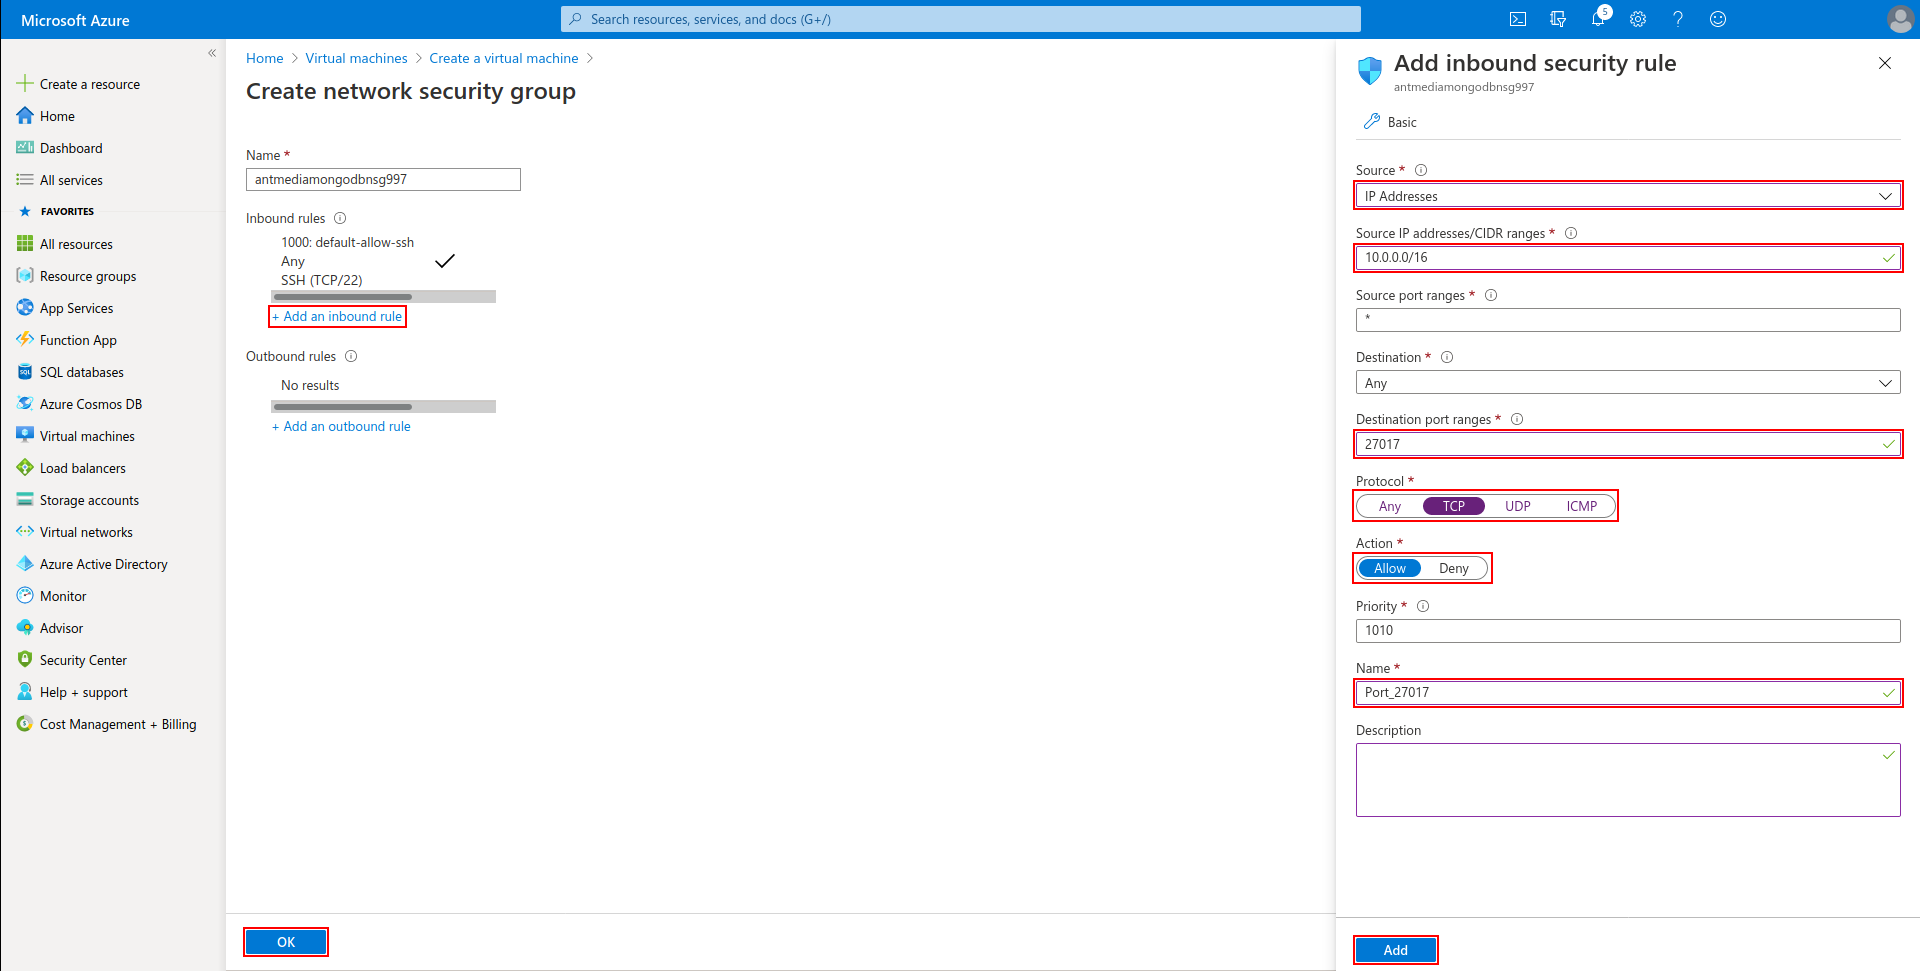 Microsoft Azure
Search resources, services, and docs (G+/)
5
«
Create a resource
Home
Dashboard
All services
FAVORITES
All resources
Resource groups
App Services
Function App
SQL databases
Azure Cosmos DB
Virtual machines
Load balancers
Storage accounts
Virtual networks
Azure Active Directory
Monitor
Advisor
Security Center
Help + support
Cost Management + Billing
Home > Virtual machines > Create a virtual machine >
Create network security group
Name *
antmediamongodbnsg997
Inbound rules
1000: default-allow-ssh
Any
SSH (TCP/22)
+ Add an inbound rule
Outbound rules
No results
+ Add an outbound rule
OK
Add inbound security rule
antmediamongodbnsg997
Basic
Source *
IP Addresses
Source IP addresses/CIDR ranges *
10.0.0.0/16
Source port ranges *
*
Destination *
Any
Destination port ranges *
27017
Protocol *
Any TCP UDP ICMP
Action *
Allow Deny
Priority *
1010
Name *
Port_27017
Description
Add